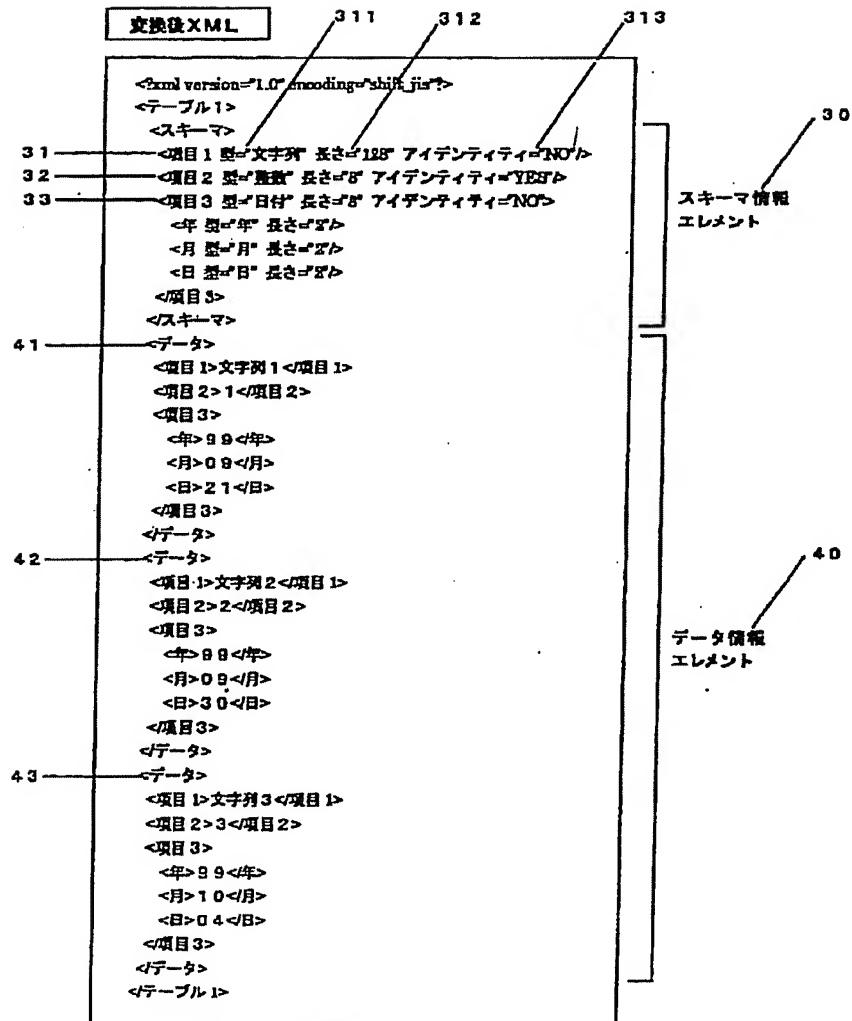 変換後XML
311
312
313
<?xml version="1.0" encoding="shift_jis"?>
<テーブル1>
<スキーマ>
30
31
<項目1 型="文字列" 長さ="128" アイデンティティ="NO"/>
32
<項目2 型="整数" 長さ="8" アイデンティティ="YES"/>
33
<項目3 型="日付" 長さ="8" アイデンティティ="NO">
スキーマ情報
エレメント
<年 型="年" 長さ="2"/>
<月 型="月" 長さ="2"/>
<日 型="日" 長さ="2"/>
</項目3>
</スキーマ>
41
<データ>
<項目1>文字列1</項目1>
<項目2>1</項目2>
<項目3>
<年>99</年>
<月>09</月>
<日>21</日>
</項目3>
</データ>
42
<データ>
40
<項目1>文字列2</項目1>
<項目2>2</項目2>
<項目3>
データ情報
エレメント
<年>99</年>
<月>09</月>
<日>30</日>
</項目3>
</データ>
43
<データ>
<項目1>文字列3</項目1>
<項目2>3</項目2>
<項目3>
<年>99</年>
<月>10</月>
<日>04</日>
</項目3>
</データ>
</テーブル1>